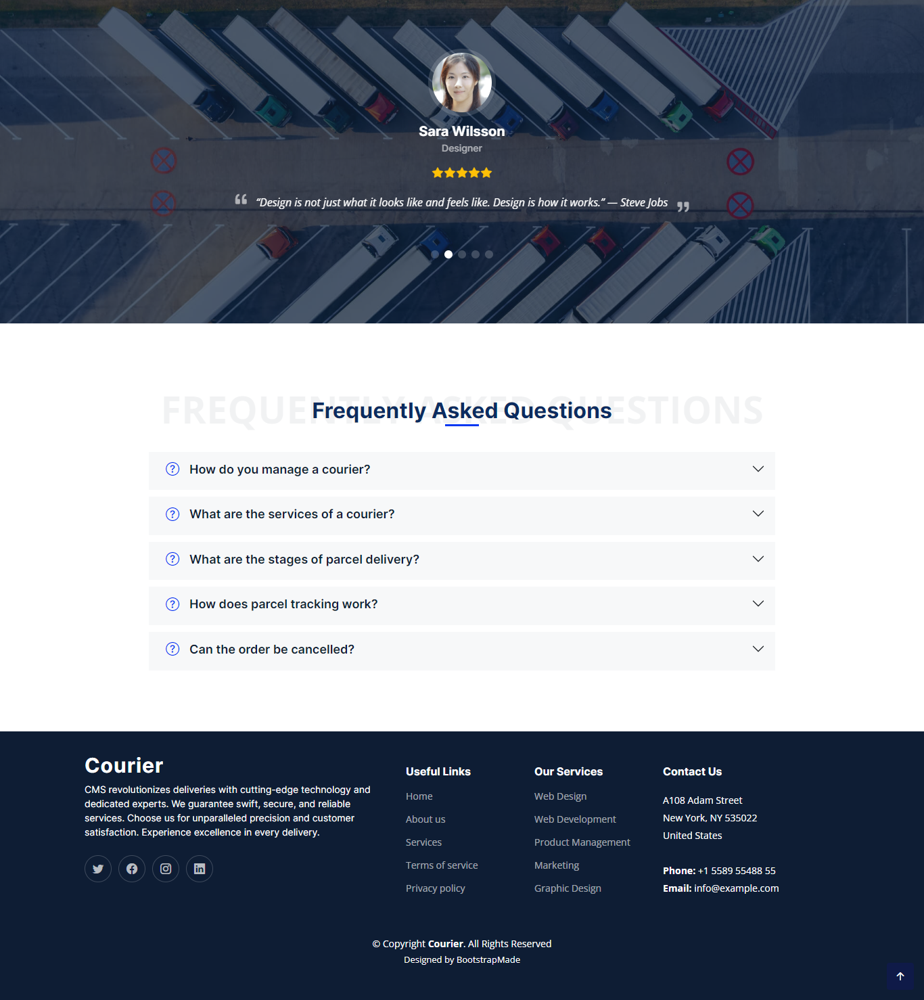 Sara Wilsson
Designer
“Design is not just what it looks like and feels like. Design is how it works.” — Steve Jobs
FREQUENTLY ASKED QUESTIONS
Frequently Asked Questions
How do you manage a courier?
What are the services of a courier?
What are the stages of parcel delivery?
How does parcel tracking work?
Can the order be cancelled?
Courier
CMS revolutionizes deliveries with cutting-edge technology and
dedicated experts. We guarantee swift, secure, and reliable
services. Choose us for unparalleled precision and customer
satisfaction. Experience excellence in every delivery.
Useful Links
Home
About us
Services
Terms of service
Privacy policy
Our Services
Web Design
Web Development
Product Management
Marketing
Graphic Design
Contact Us
A108 Adam Street
New York, NY 535022
United States
Phone: +1 5589 55488 55
Email: info@example.com
© Copyright Courier. All Rights Reserved
Designed by BootstrapMade